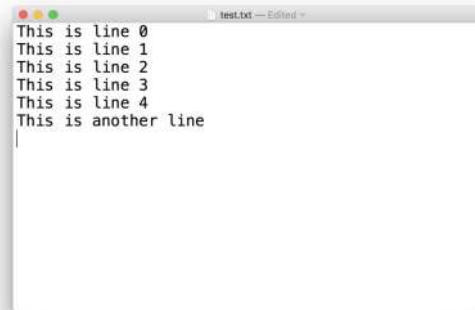 test.txt — Edited
This is line 0
This is line 1
This is line 2
This is line 3
This is line 4
This is another line